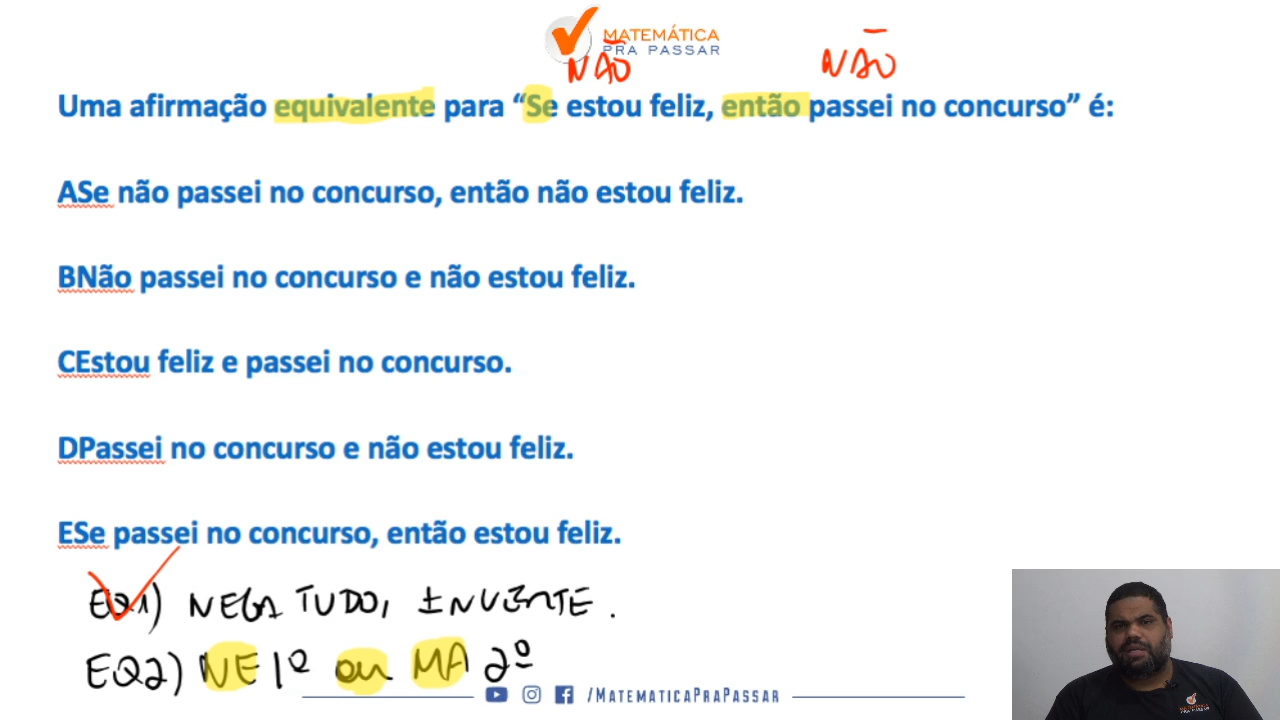 MATEMÁTICA
PRA PASSAR
NÃO NÃO
Uma afirmação equivalente para “Se estou feliz, então passei no concurso” é:
ASe não passei no concurso, então não estou feliz.
BNão passei no concurso e não estou feliz.
CEstou feliz e passei no concurso.
DPassei no concurso e não estou feliz.
ESe passei no concurso, então estou feliz.
EQ1) NEGA TUDO, INVERTE.
EQ2) NE 1º ou MA 2º
/MATEMATICAPRAPASSAR
MATEMÁTICA
PRA PASSAR